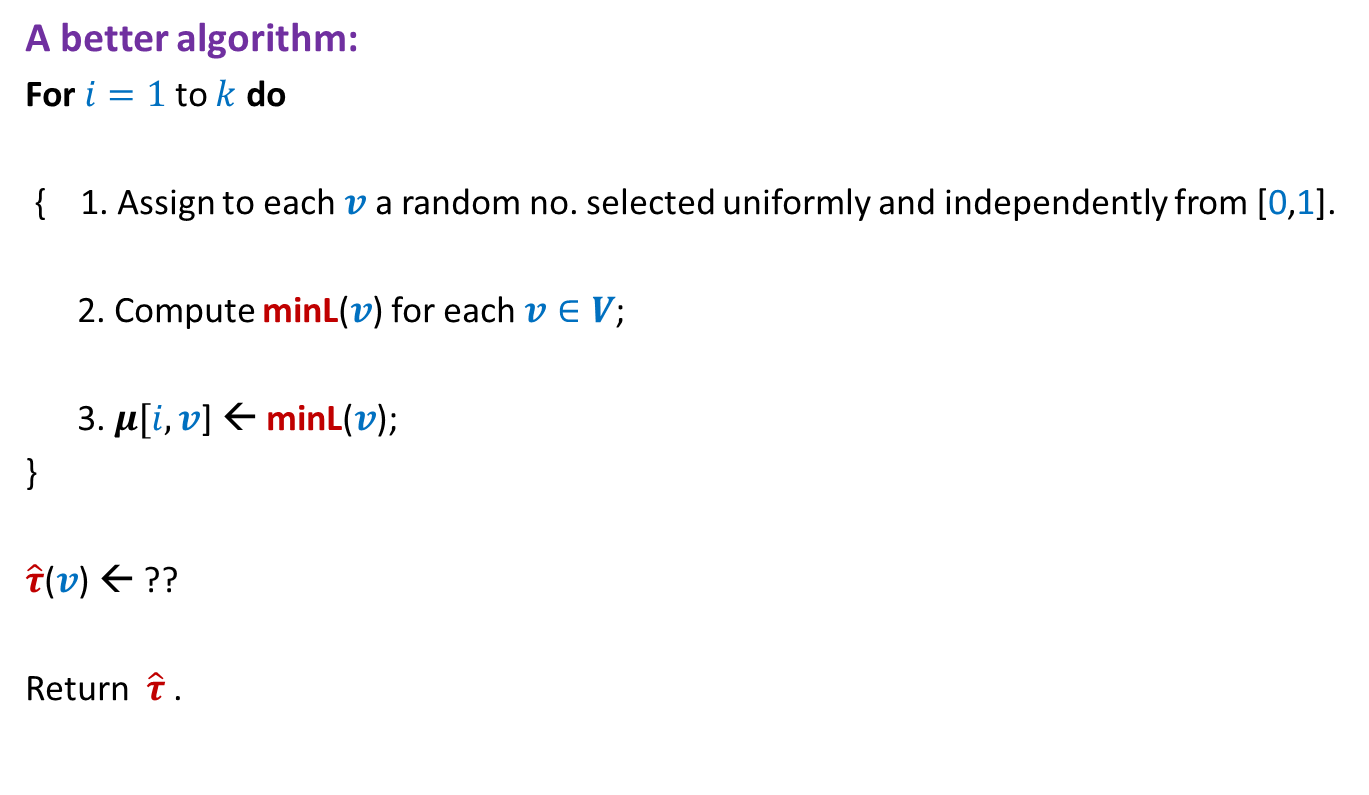 A better algorithm:
For i = 1 to k do
{ 1. Assign to each v a random no. selected uniformly and independently from [0,1].
2. Compute minL(v) for each v ∈ V;
3. μ[i, v] ← minL(v);
}
τ̂(v) ← ??
Return τ̂ .